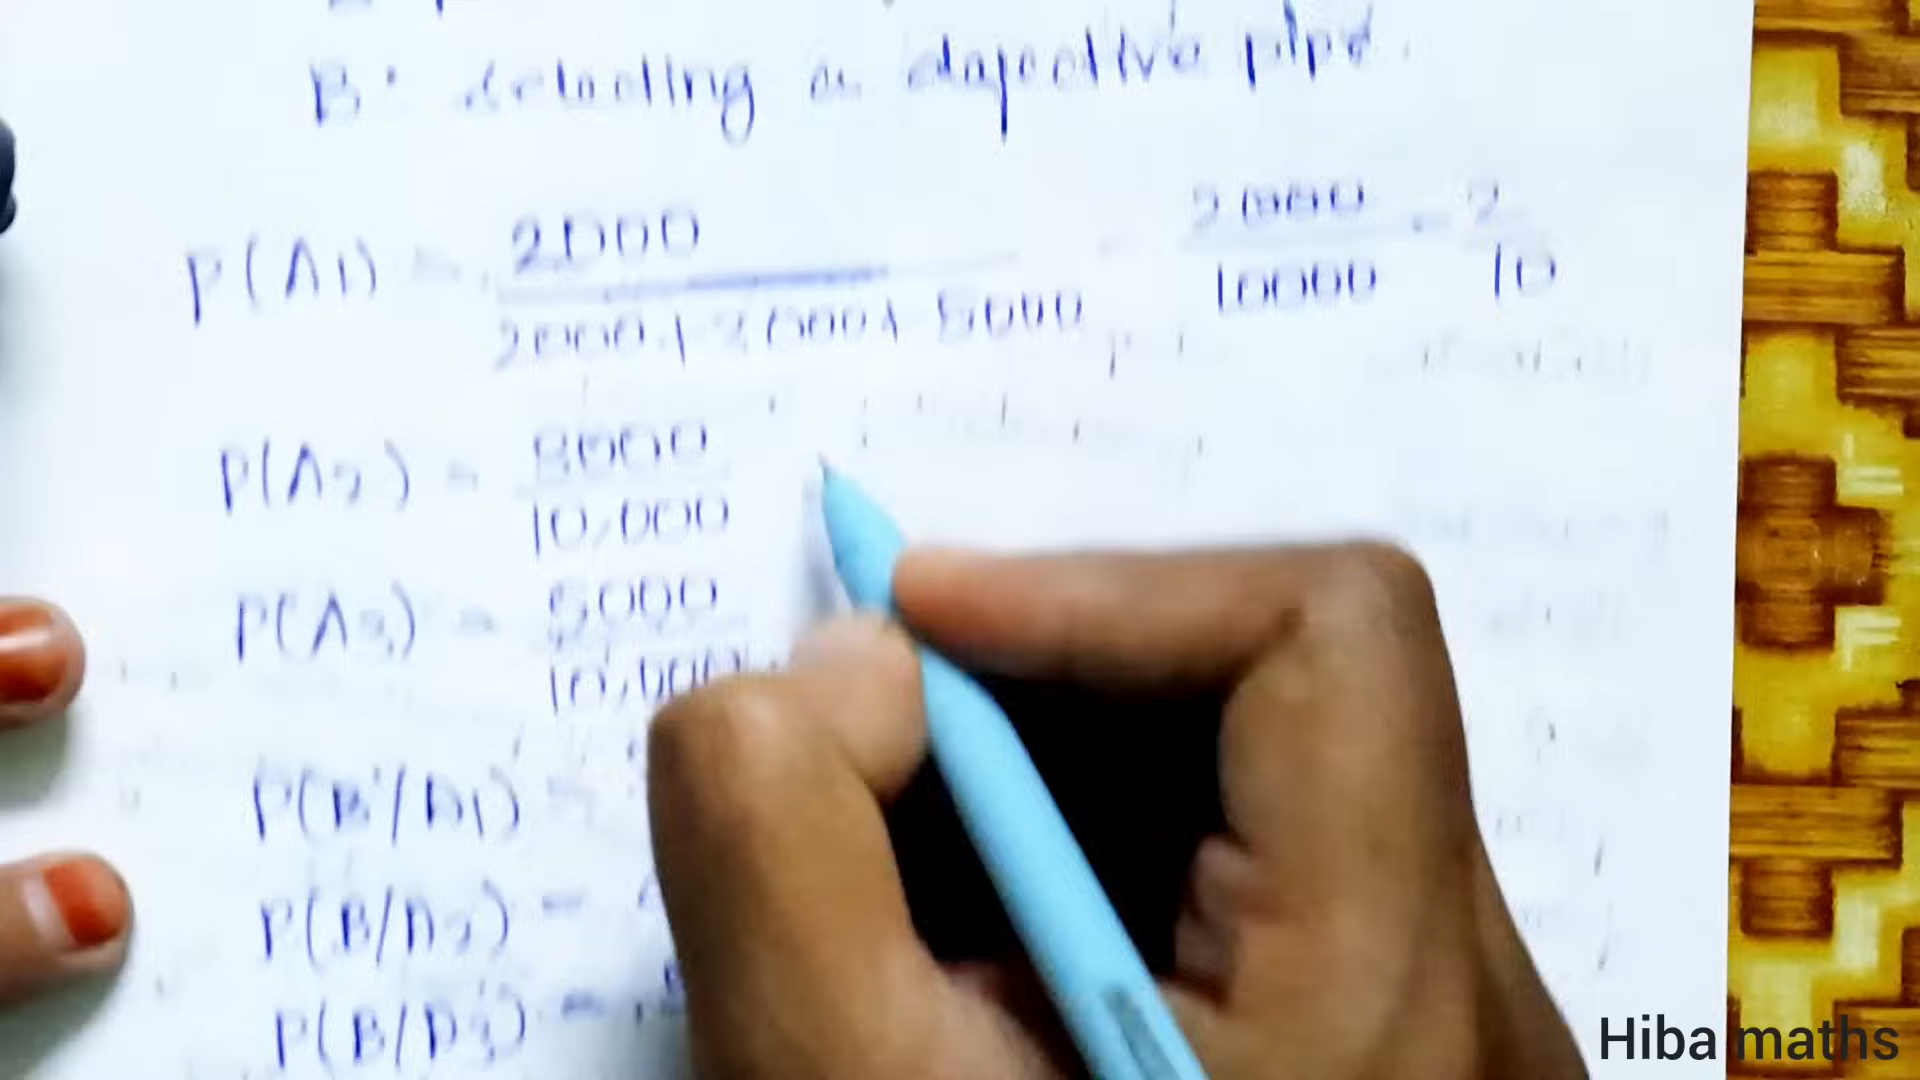 B: selecting a defective pipe.
P(A1) = 2000 / 2000+3000+5000 = 2000 / 10000 = 2 / 10
P(A2) = 3000 / 10,000
P(A3) = 5000 / 10,000
P(B/A1) =
P(B/A2) =
P(B/A3) =
Hiba maths